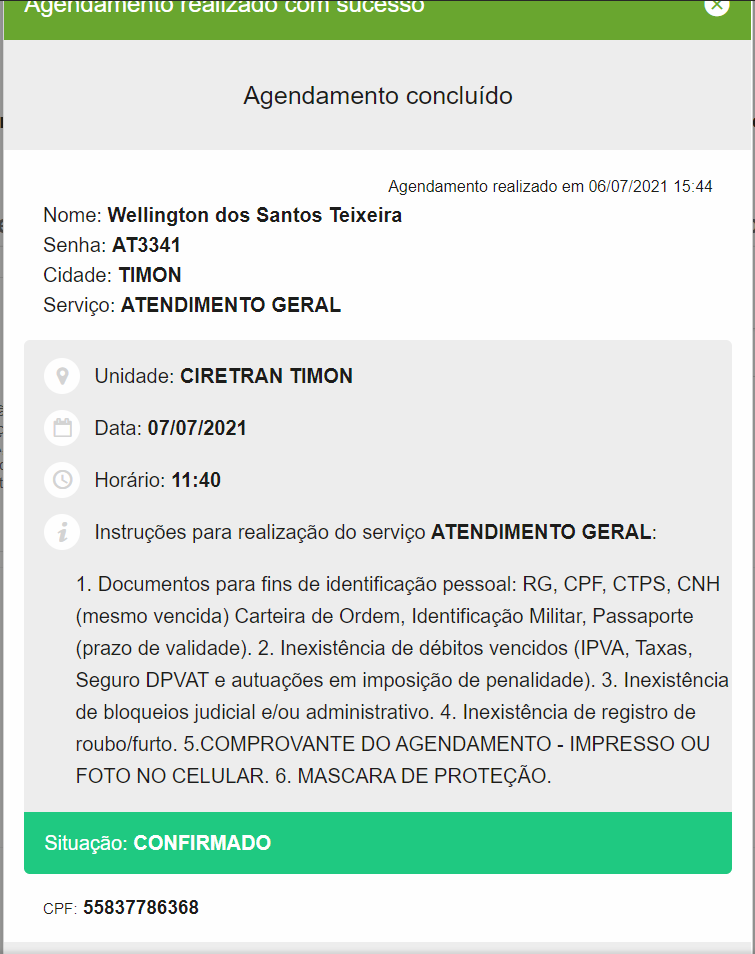 Agendamento realizado com sucesso
Agendamento concluído
Agendamento realizado em 06/07/2021 15:44
Nome: Wellington dos Santos Teixeira
Senha: AT3341
Cidade: TIMON
Serviço: ATENDIMENTO GERAL
Unidade: CIRETRAN TIMON
Data: 07/07/2021
Horário: 11:40
Instruções para realização do serviço ATENDIMENTO GERAL:
1. Documentos para fins de identificação pessoal: RG, CPF, CTPS, CNH
(mesmo vencida) Carteira de Ordem, Identificação Militar, Passaporte
(prazo de validade). 2. Inexistência de débitos vencidos (IPVA, Taxas,
Seguro DPVAT e autuações em imposição de penalidade). 3. Inexistência
de bloqueios judicial e/ou administrativo. 4. Inexistência de registro de
roubo/furto. 5.COMPROVANTE DO AGENDAMENTO - IMPRESSO OU
FOTO NO CELULAR. 6. MASCARA DE PROTEÇÃO.
Situação: CONFIRMADO
CPF: 55837786368